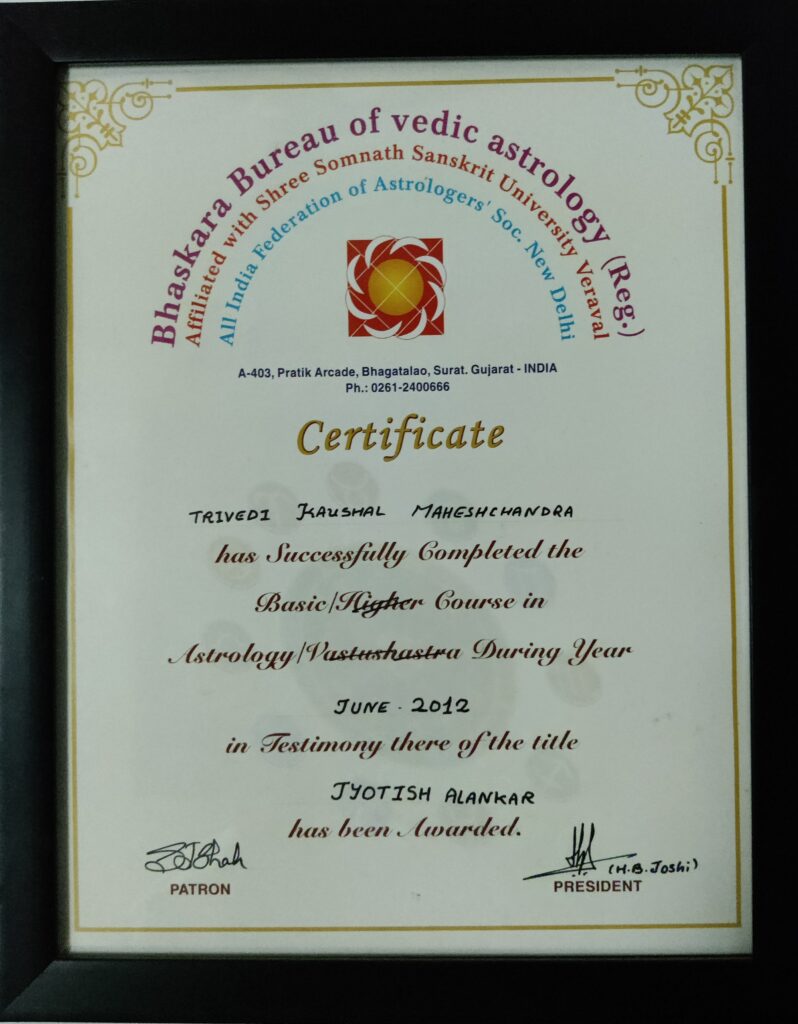 Bhaskara Bureau of vedic astrology (Reg.)
Affiliated with Shree Somnath Sanskrit University Veraval
All India Federation of Astrologers' Soc. New Delhi
A-403, Pratik Arcade, Bhagatalao, Surat. Gujarat - INDIA
Ph.: 0261-2400666
Certificate
TRIVEDI KAUSHAL MAHESHCHANDRA
has Successfully Completed the
Basic/Higher Course in
Astrology/Vastushastra During Year
JUNE - 2012
in Testimony there of the title
JYOTISH ALANKAR
has been Awarded.
(H.B. Joshi)
PATRON
PRESIDENT